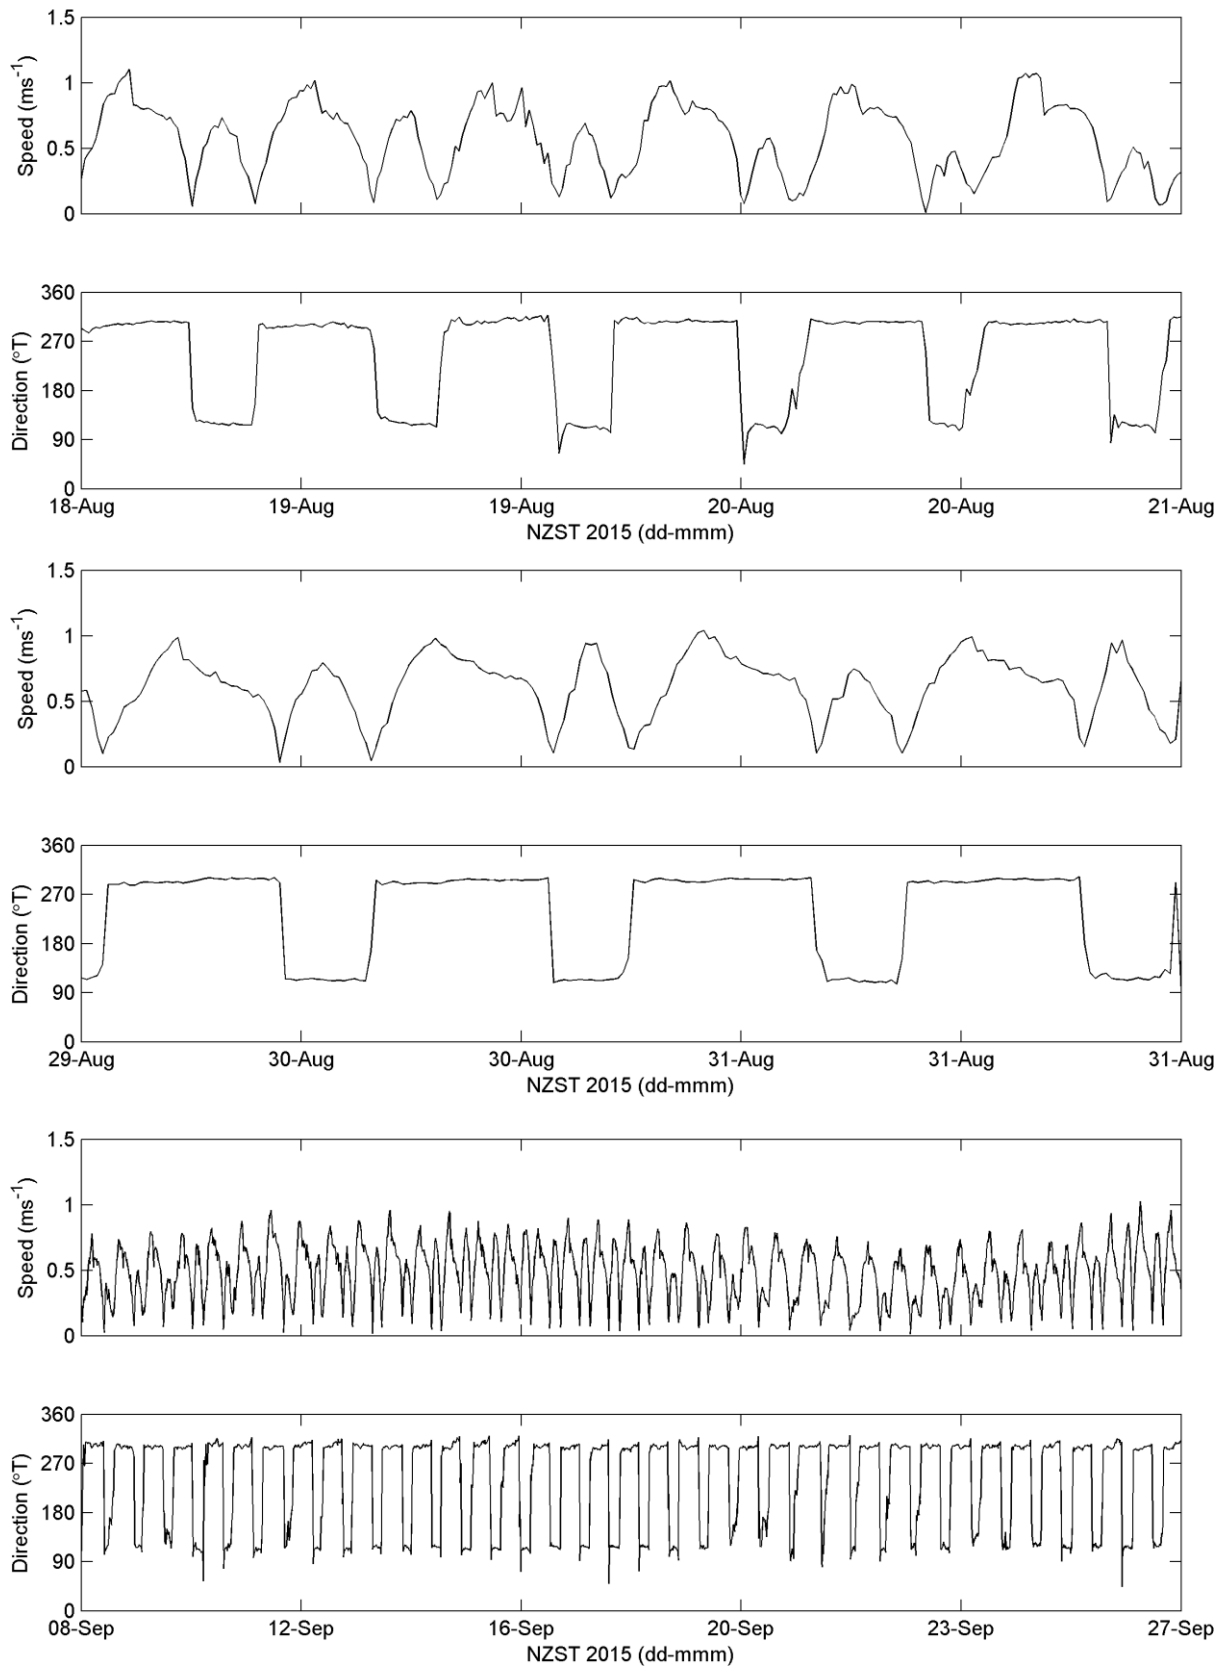 1.5
1
0.5
0
Speed (ms-1)
360
270
180
90
0
Direction (°T)
18-Aug 19-Aug 19-Aug 20-Aug 20-Aug 21-Aug
NZST 2015 (dd-mmm)
1.5
1
0.5
0
Speed (ms-1)
360
270
180
90
0
Direction (°T)
29-Aug 30-Aug 30-Aug 31-Aug 31-Aug 31-Aug
NZST 2015 (dd-mmm)
1.5
1
0.5
0
Speed (ms-1)
360
270
180
90
0
Direction (°T)
08-Sep 12-Sep 16-Sep 20-Sep 23-Sep 27-Sep
NZST 2015 (dd-mmm)